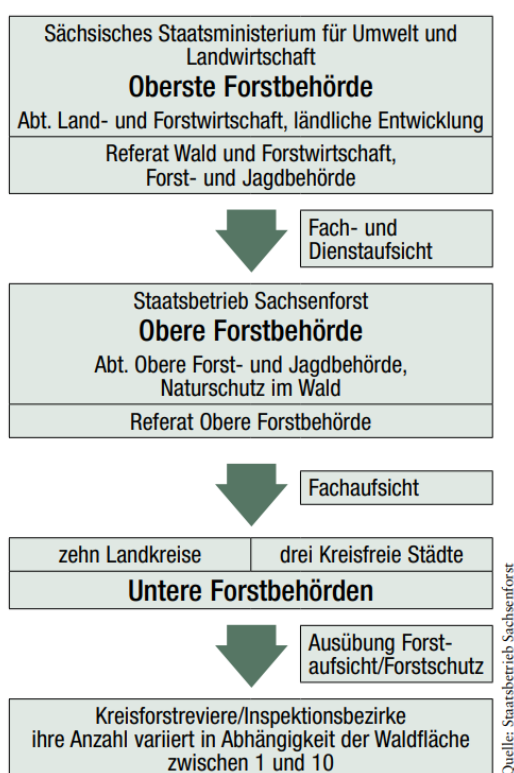 Sächsisches Staatsministerium für Umwelt und
Landwirtschaft
Oberste Forstbehörde
Abt. Land- und Forstwirtschaft, ländliche Entwicklung
Referat Wald und Forstwirtschaft,
Forst- und Jagdbehörde
Fach- und
Dienstaufsicht
Staatsbetrieb Sachsenforst
Obere Forstbehörde
Abt. Obere Forst- und Jagdbehörde,
Naturschutz im Wald
Referat Obere Forstbehörde
Fachaufsicht
zehn Landkreise
drei Kreisfreie Städte
Untere Forstbehörden
Ausübung Forst-
aufsicht/Forstschutz
Kreisforstreviere/Inspektionsbezirke
ihre Anzahl variiert in Abhängigkeit der Waldfläche
zwischen 1 und 10
Quelle: Staatsbetrieb Sachsenforst